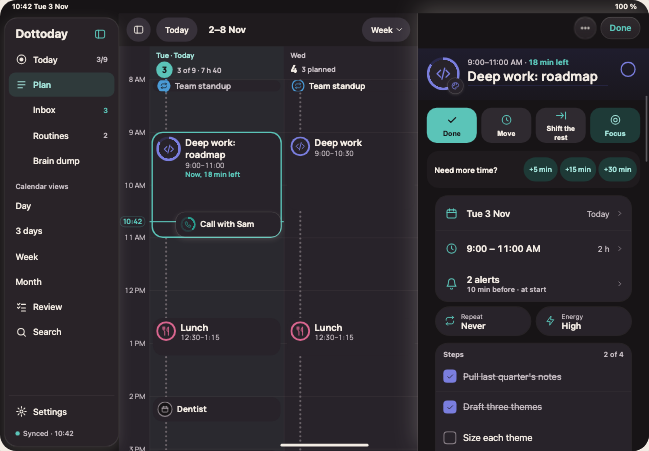 10:42 Tue 3 Nov
100 %
Dottoday
Today 3/9
Plan
Inbox 3
Routines 2
Brain dump
Calendar views
Day
3 days
Week
Month
Review
Search
Settings
Synced · 10:42
Today
2–8 Nov
Week
Tue · Today
3 3 of 9 · 7 h 40
Wed
4 3 planned
8 AM
9 AM
10 AM
10:42
11 AM
12 PM
1 PM
2 PM
3 PM
Team standup
Deep work:
roadmap
9:00–11:00
Now, 18 min left
Call with Sam
Lunch
12:30–1:15
Dentist
Team standup
Deep work
9:00–10:30
Lunch
12:30–1:15
Done
9:00–11:00 AM · 18 min left
Deep work: roadmap
Done
Move
Shift the
rest
Focus
Need more time?
+5 min
+15 min
+30 min
Tue 3 Nov Today
9:00 – 11:00 AM 2 h
2 alerts
10 min before · at start
Repeat
Never
Energy
High
Steps 2 of 4
Pull last quarter's notes
Draft three themes
Size each theme